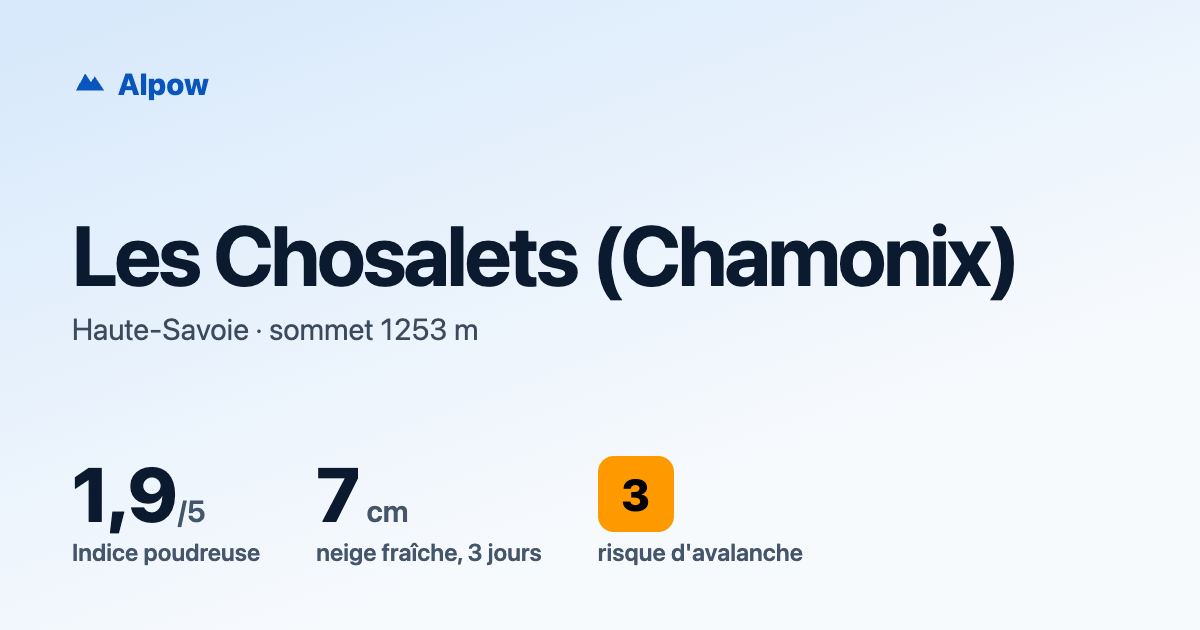 Alpow
Les Chosalets (Chamonix)
Haute-Savoie · sommet 1253 m
1,9/5 7 cm 3
Indice poudreuse neige fraîche, 3 jours risque d'avalanche